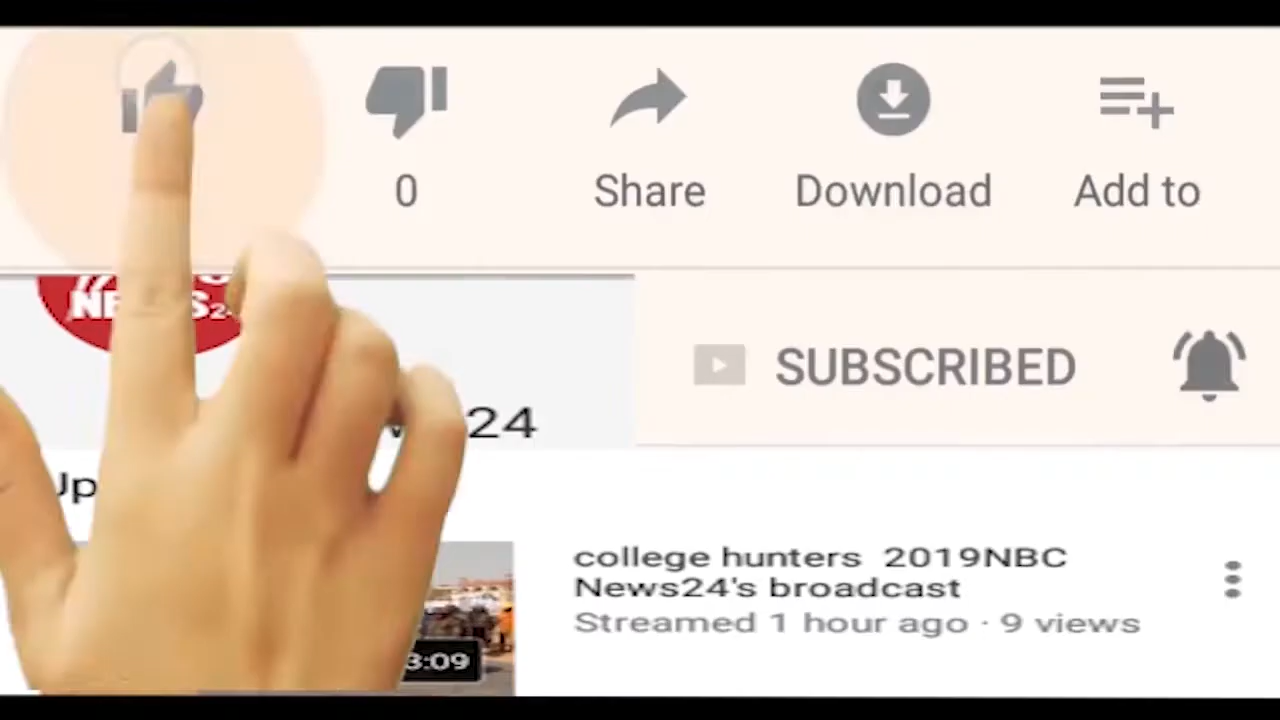 0
Share
Download
Add to
SUBSCRIBED
24
college hunters 2019NBC
News24's broadcast
Streamed 1 hour ago · 9 views
3:09